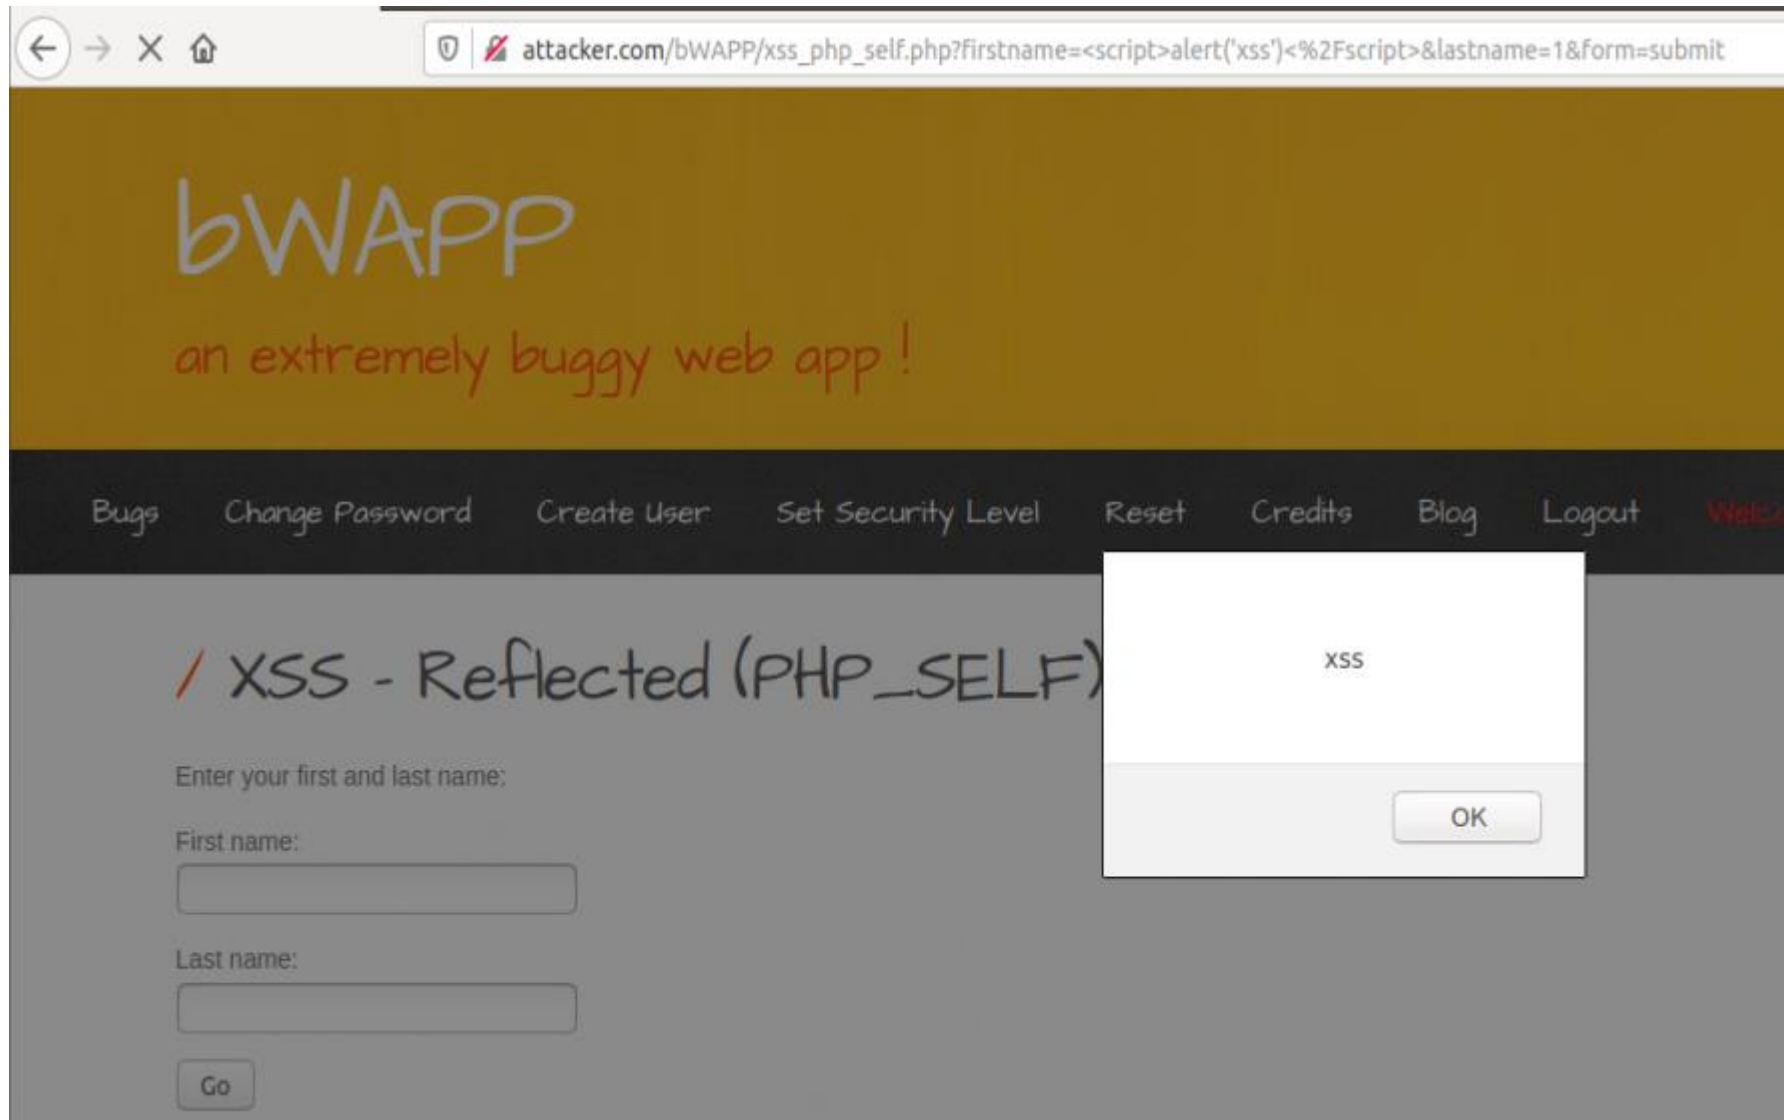 attacker.com/bWAPP/xss_php_self.php?firstname=<script>alert('xss')<%2Fscript>&lastname=1&form=submit
bWAPP
an extremely buggy web app !
Bugs Change Password Create User Set Security Level Reset Credits Blog Logout
/ XSS - Reflected (PHP_SELF)
xss
Enter your first and last name:
OK
First name:
Last name:
Go